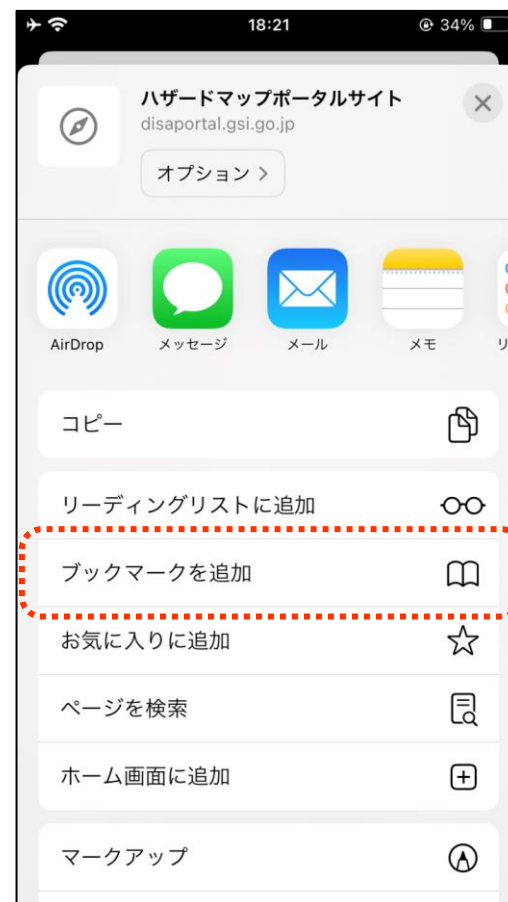 18:21
34%
ハザードマップポータルサイト
disaportal.gsi.go.jp
オプション
AirDrop
メッセージ
メール
メモ
リ
コピー
リーディングリストに追加
ブックマークを追加
お気に入りに追加
ページを検索
ホーム画面に追加
マークアップ